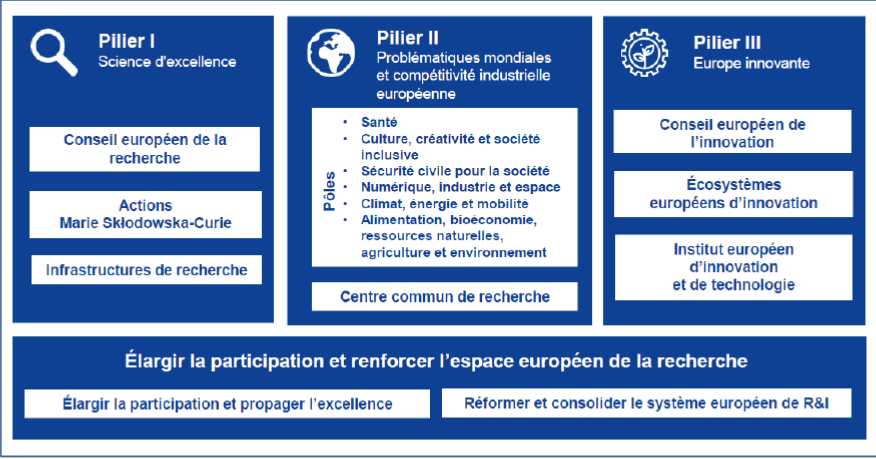 Pilier I
Science d'excellence
Conseil européen de la
recherche
Actions
Marie Skłodowska-Curie
Infrastructures de recherche
Pilier II
Problématiques mondiales
et compétitivité industrielle
européenne
Pôles
• Santé
• Culture, créativité et société
inclusive
• Sécurité civile pour la société
• Numérique, industrie et espace
• Climat, énergie et mobilité
• Alimentation, bioéconomie,
ressources naturelles,
agriculture et environnement
Centre commun de recherche
Pilier III
Europe innovante
Conseil européen de
l'innovation
Écosystèmes
européens d'innovation
Institut européen
d'innovation
et de technologie
Élargir la participation et renforcer l'espace européen de la recherche
Élargir la participation et propager l'excellence
Réformer et consolider le système européen de R&I